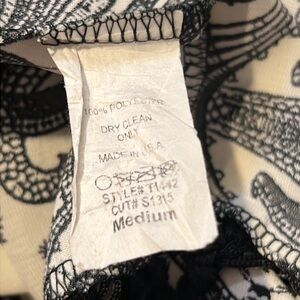 100% POLYESTER
DRY CLEAN
ONLY
MADE IN U.S.A.
STYLE# T1442
CUT# S1315
Medium